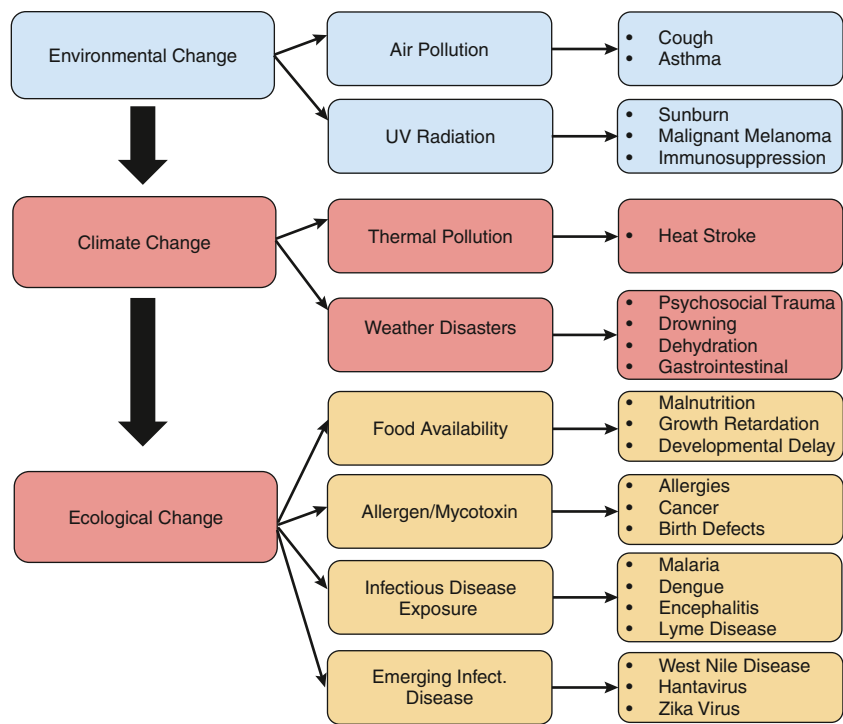 Environmental Change
Air Pollution
• Cough
• Asthma
UV Radiation
• Sunburn
• Malignant Melanoma
• Immunosuppression
Climate Change
Thermal Pollution
• Heat Stroke
Weather Disasters
• Psychosocial Trauma
• Drowning
• Dehydration
• Gastrointestinal
Ecological Change
Food Availability
• Malnutrition
• Growth Retardation
• Developmental Delay
Allergen/Mycotoxin
• Allergies
• Cancer
• Birth Defects
Infectious Disease
Exposure
• Malaria
• Dengue
• Encephalitis
• Lyme Disease
Emerging Infect.
Disease
• West Nile Disease
• Hantavirus
• Zika Virus